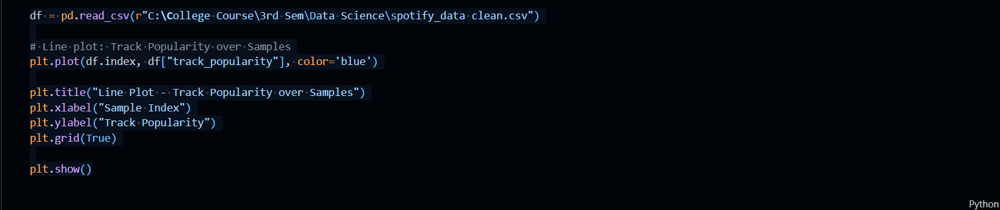 df = pd.read_csv(r"C:\College Course\3rd Sem\Data Science\spotify_data clean.csv")
# Line plot: Track Popularity over Samples
plt.plot(df.index, df["track_popularity"], color='blue')
plt.title("Line Plot - Track Popularity over Samples")
plt.xlabel("Sample Index")
plt.ylabel("Track Popularity")
plt.grid(True)
plt.show()
Python